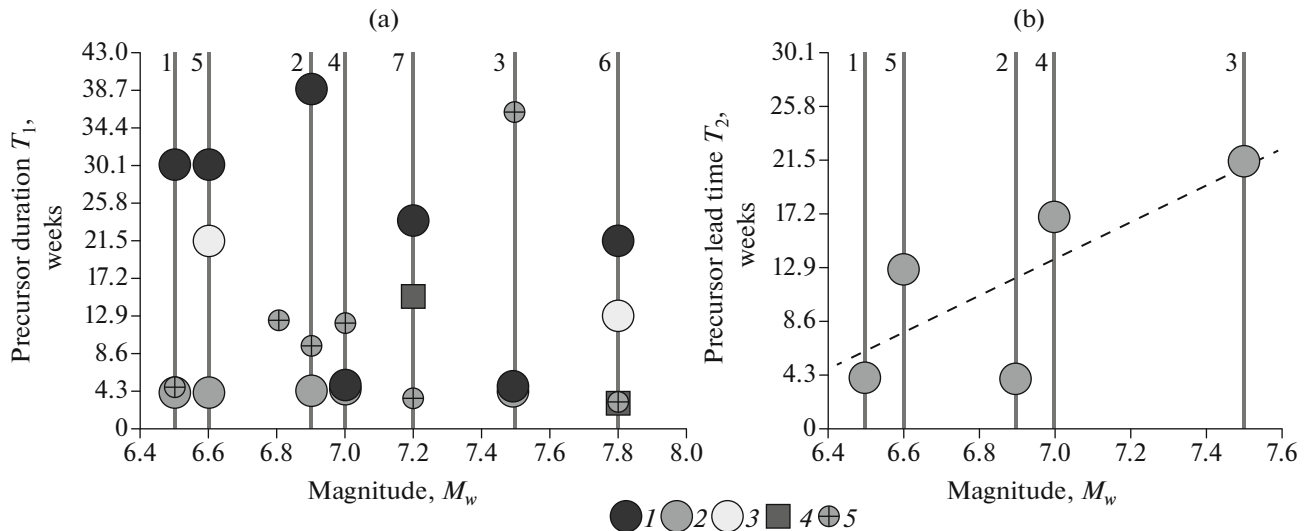 (a)
Precursor duration T₁,
weeks
43.0
38.7
34.4
30.1
25.8
21.5
17.2
12.9
8.6
4.3
0
1 5 2 4 7 3 6
6.4 6.6 6.8 7.0 7.2 7.4 7.6 7.8 8.0
Magnitude, M_w
(b)
Precursor lead time T₂,
weeks
30.1
25.8
21.5
17.2
12.9
8.6
4.3
0
1 5 2 4 3
6.4 6.6 6.8 7.0 7.2 7.4 7.6
Magnitude, M_w
1 2 3 4 5